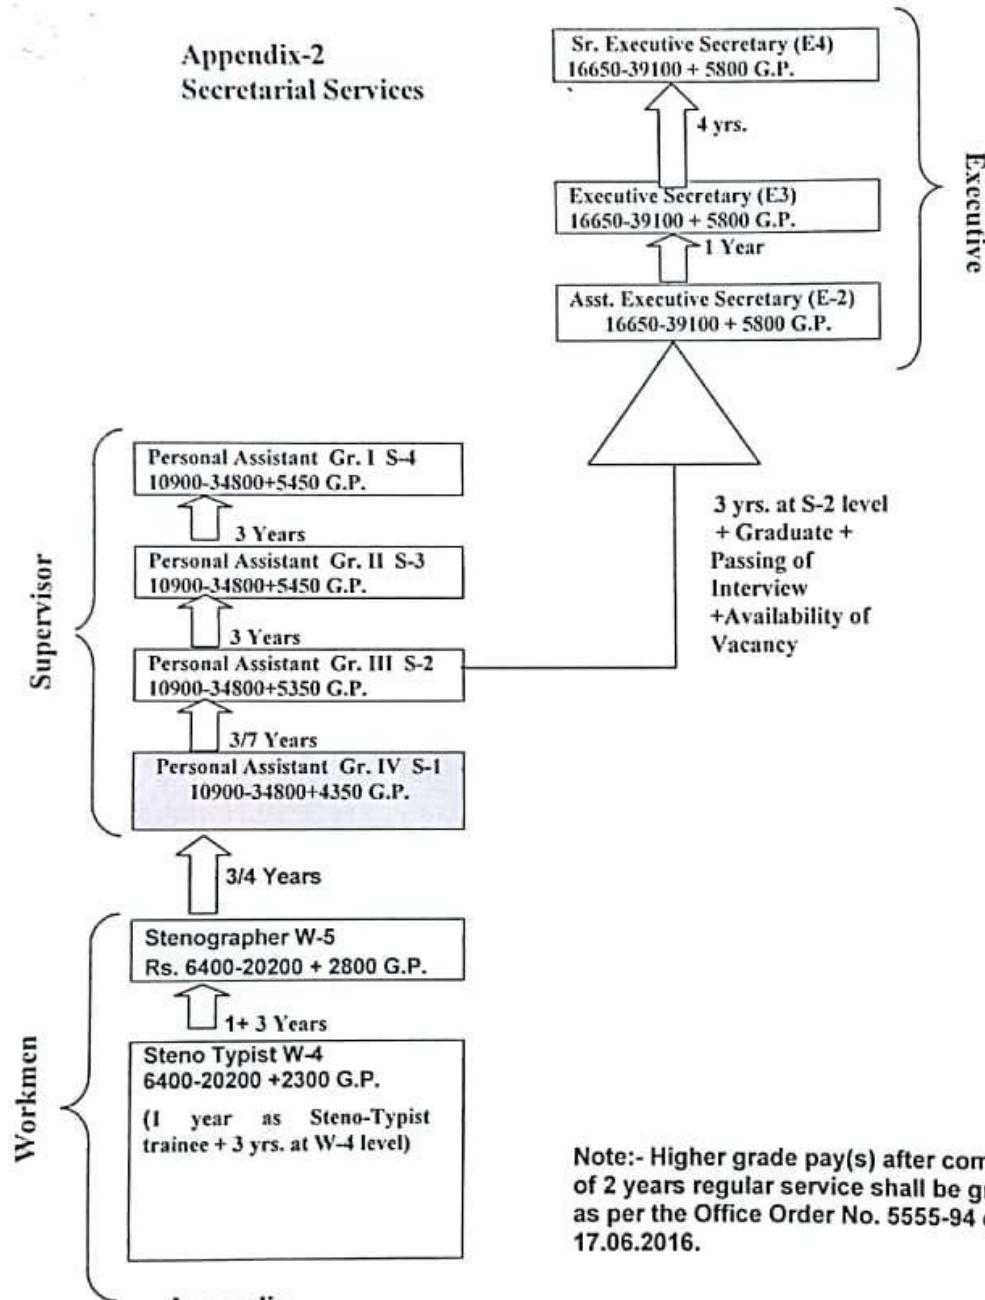 Appendix-2
Secretarial Services
Sr. Executive Secretary (E4)
16650-39100 + 5800 G.P.
4 yrs.
Executive Secretary (E3)
16650-39100 + 5800 G.P.
1 Year
Asst. Executive Secretary (E-2)
16650-39100 + 5800 G.P.
Executive
3 yrs. at S-2 level
+ Graduate +
Passing of
Interview
+Availability of
Vacancy
Supervisor
Personal Assistant Gr. I S-4
10900-34800+5450 G.P.
3 Years
Personal Assistant Gr. II S-3
10900-34800+5450 G.P.
3 Years
Personal Assistant Gr. III S-2
10900-34800+5350 G.P.
3/7 Years
Personal Assistant Gr. IV S-1
10900-34800+4350 G.P.
3/4 Years
Workmen
Stenographer W-5
Rs. 6400-20200 + 2800 G.P.
1+ 3 Years
Steno Typist W-4
6400-20200 +2300 G.P.
(1 year as Steno-Typist
trainee + 3 yrs. at W-4 level)
Note:- Higher grade pay(s) after
of 2 years regular service shall be
as per the Office Order No. 5555-94
17.06.2016.